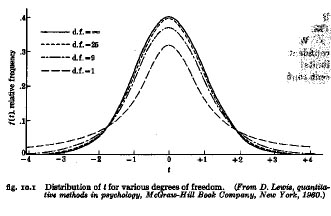 .4
.3
.2
.1
f(t), relative frequency
d.f. = ∞
d.f. = 25
d.f. = 9
d.f. = 1
-4 -3 -2 -1 0 +1 +2 +3 +4
t
fig. 10.1 Distribution of t for various degrees of freedom. (From D. Lewis, quantita-
tive methods in psychology, McGraw-Hill Book Company, New York, 1960.)